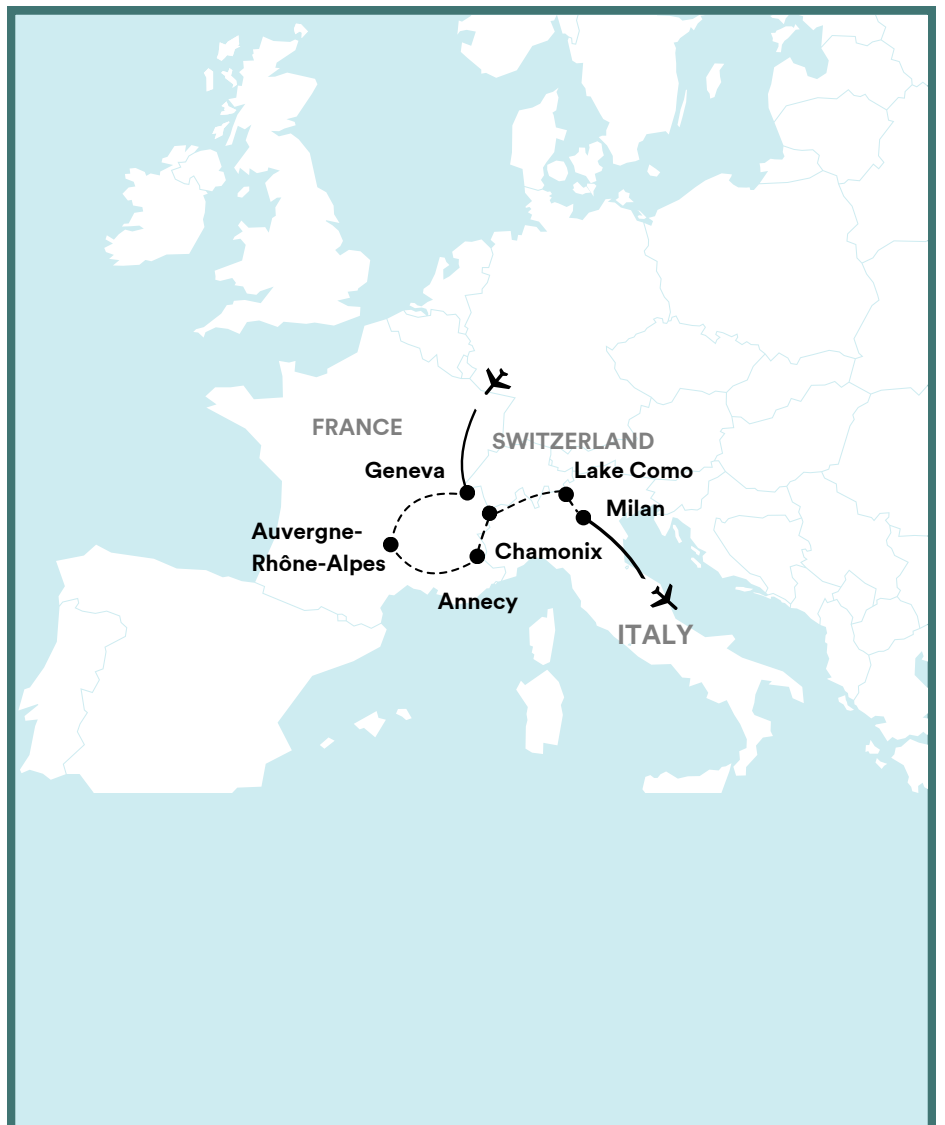 FRANCE
SWITZERLAND
Geneva
Lake Como
Milan
Auvergne-
Rhône-Alpes
Chamonix
Annecy
ITALY